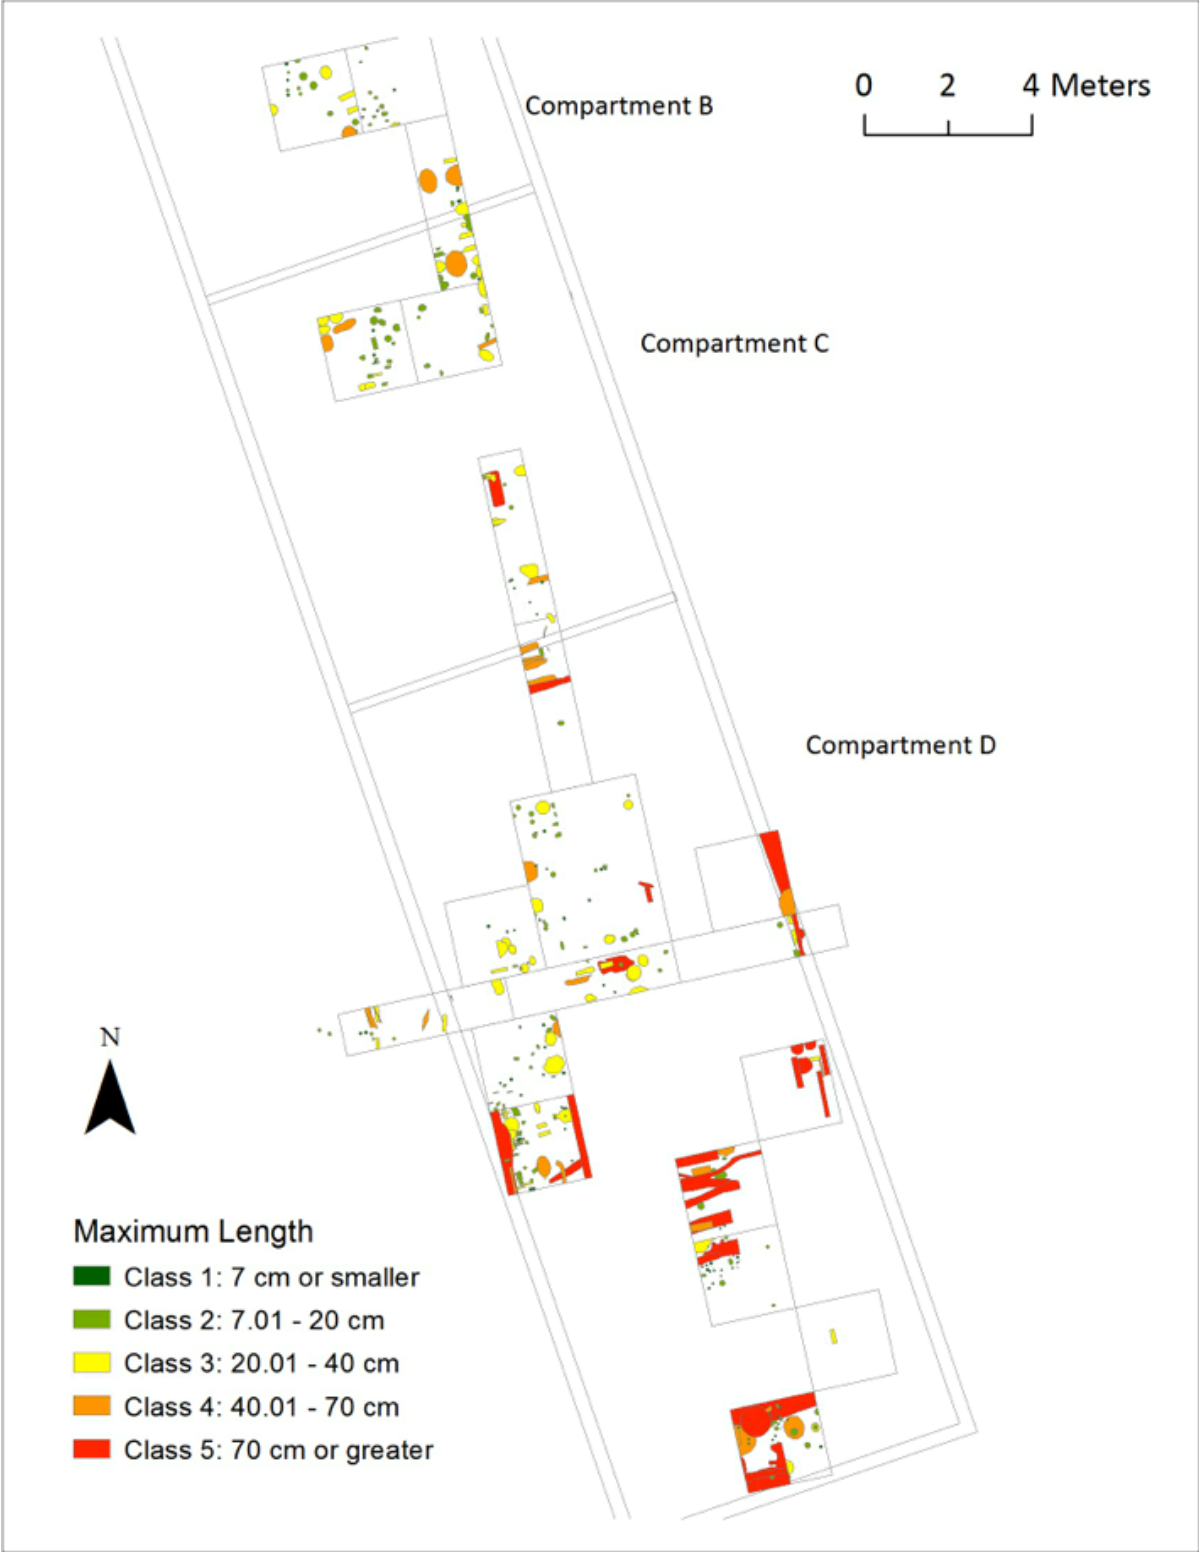 0 2 4 Meters
Compartment B
Compartment C
Compartment D
N
Maximum Length
Class 1: 7 cm or smaller
Class 2: 7.01 - 20 cm
Class 3: 20.01 - 40 cm
Class 4: 40.01 - 70 cm
Class 5: 70 cm or greater